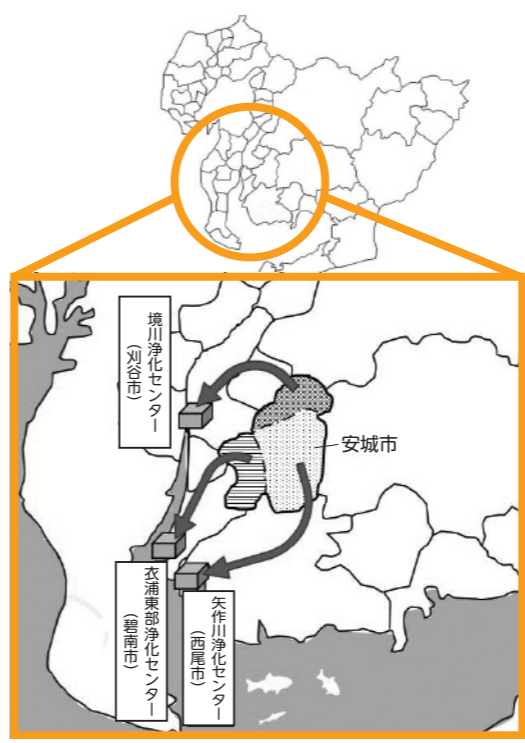 境川浄化センター
（刈谷市）
安城市
衣浦東部浄化センター
（碧南市）
矢作川浄化センター
（西尾市）